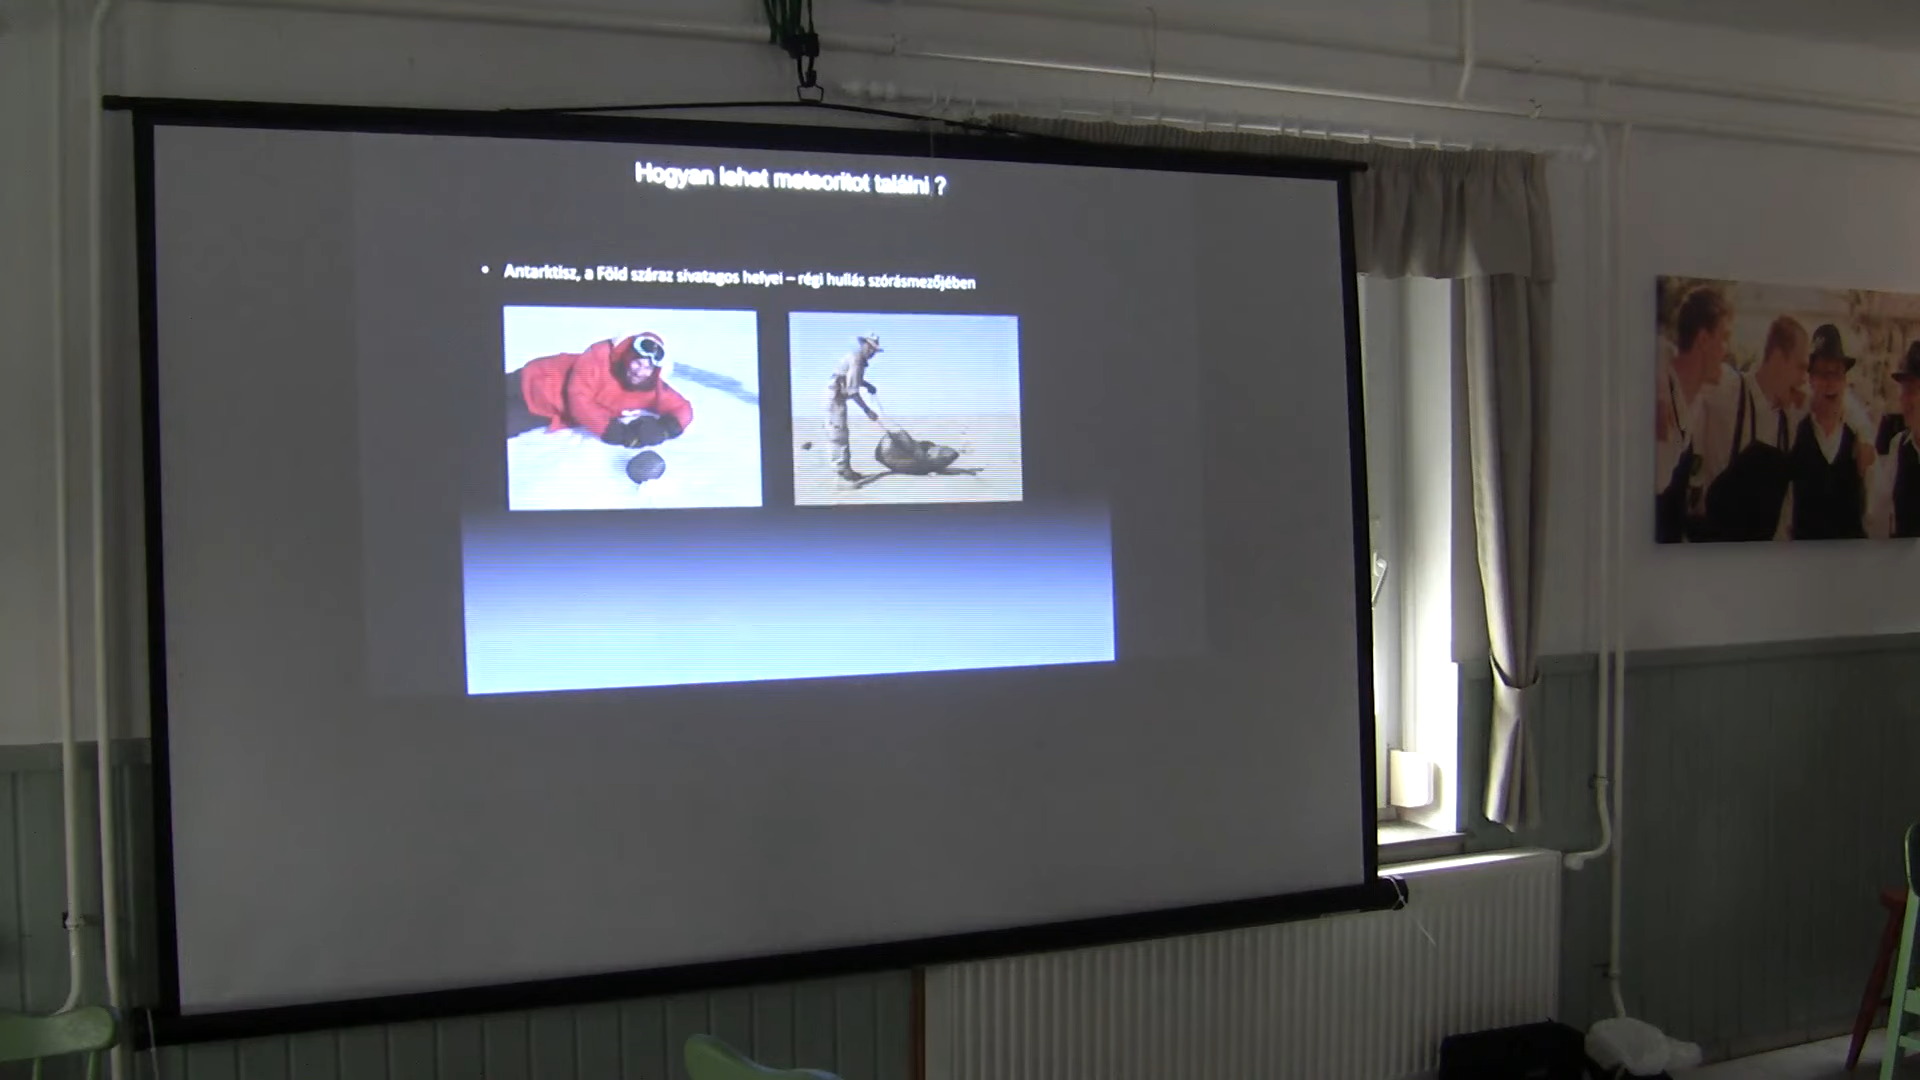 Hogyan lehet meteoritot találni ?
• Antarktisz, a Föld száraz sivatagos helyei – régi hullás szórásmezőjében